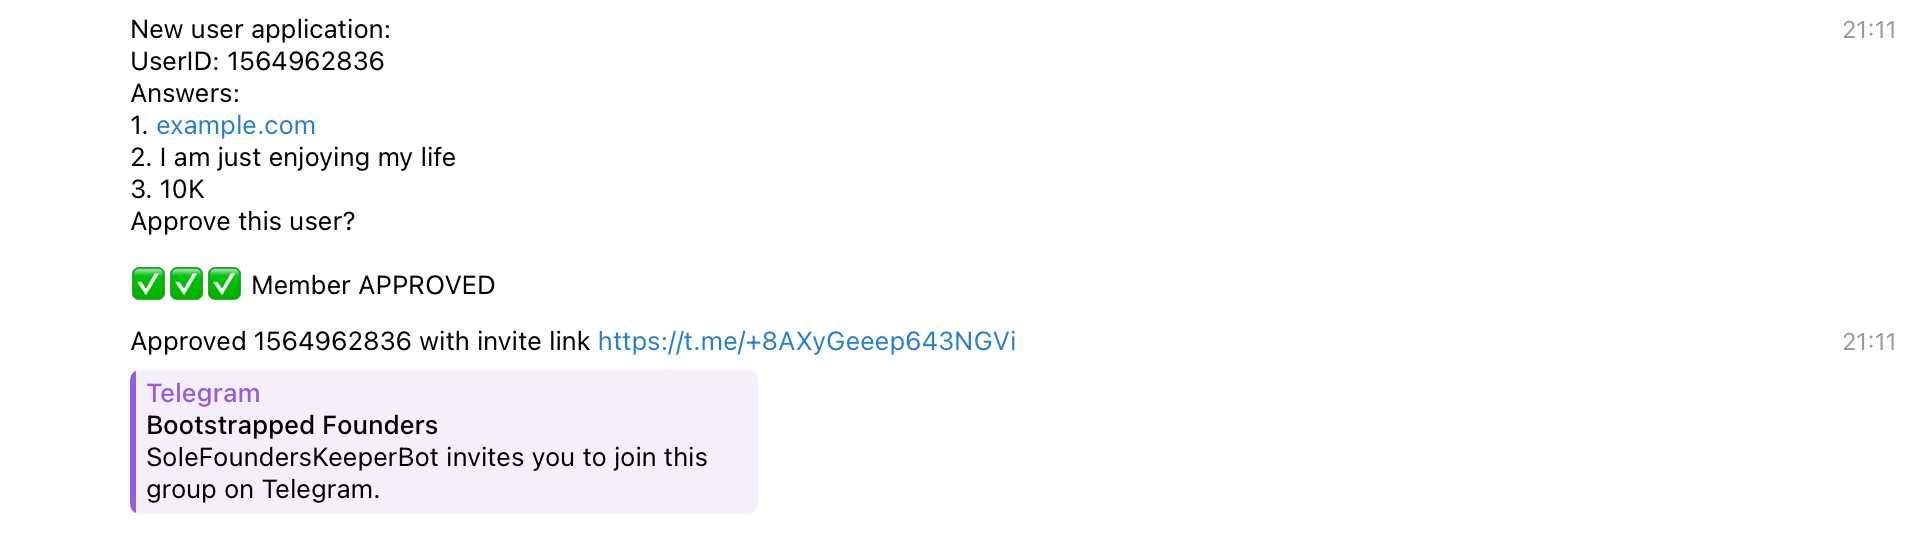 New user application:
21:11
UserID: 1564962836
Answers:
1. example.com
2. I am just enjoying my life
3. 10K
Approve this user?
✅✅✅ Member APPROVED
Approved 1564962836 with invite link https://t.me/+8AXyGeeep643NGVi
21:11
Telegram
Bootstrapped Founders
SoleFoundersKeeperBot invites you to join this
group on Telegram.